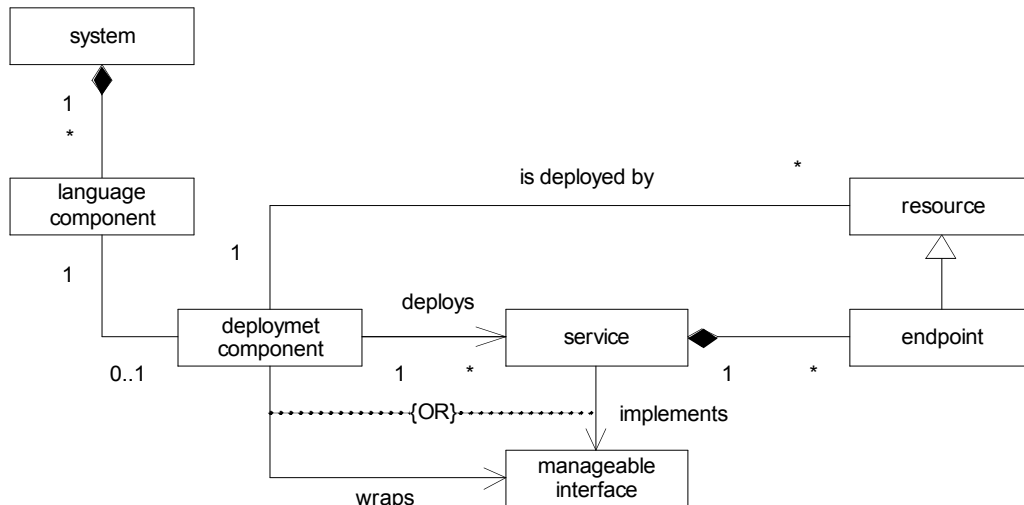 system
1
*
is deployed by
*
language
component
resource
1
1
deploys
deploymet
component
service
endpoint
0..1
1
*
1
*
{OR}
implements
manageable
interface
wraps